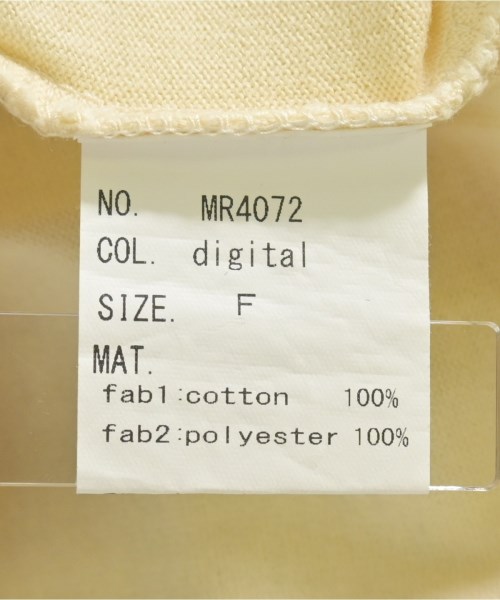 NO. MR4072
COL. digital
SIZE. F
MAT.
fab1:cotton 100%
fab2:polyester 100%